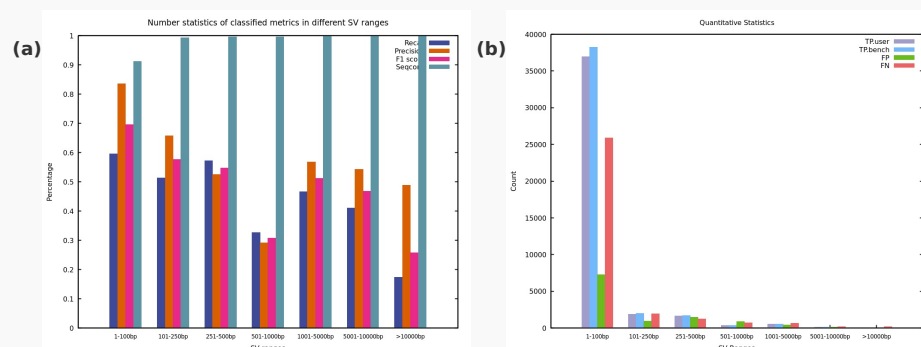 Number statistics of classified metrics in different SV ranges
(a)
Percentage
1
0.9
0.8
0.7
0.6
0.5
0.4
0.3
0.2
0.1
0
F1
1-100bp
101-250bp
251-500bp
501-1000bp
1001-5000bp
5001-10000bp
>10000bp
(b)
Quantitative Statistics
Count
40000
35000
30000
25000
20000
15000
10000
5000
0
TP.user
TP.bench
FP
FN
1-100bp
101-250bp
251-500bp
501-1000bp
1001-5000bp
5001-10000bp
>10000bp